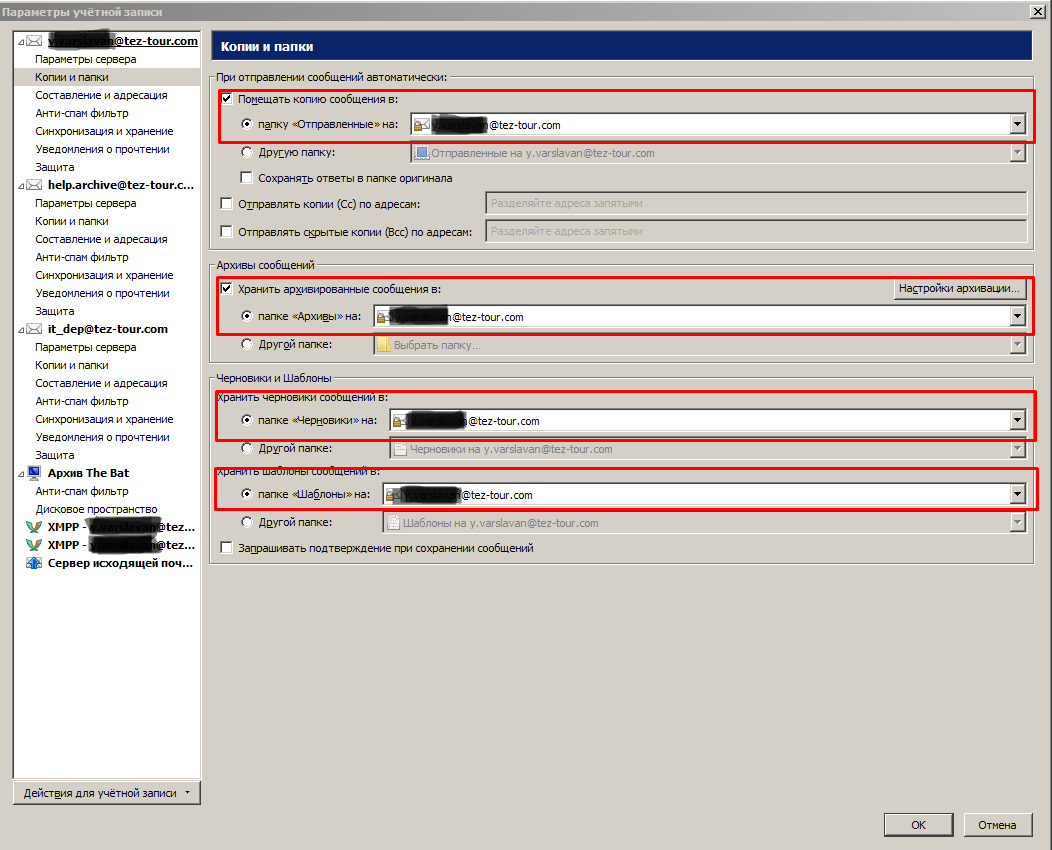 Параметры учётной записи
@tez-tour.com
Параметры сервера
Копии и папки
Составление и адресация
Анти-спам фильтр
Синхронизация и хранение
Уведомления о прочтении
Защита
help.archive@tez-tour.c...
Параметры сервера
Копии и папки
Составление и адресация
Анти-спам фильтр
Синхронизация и хранение
Уведомления о прочтении
Защита
it_dep@tez-tour.com
Параметры сервера
Копии и папки
Составление и адресация
Анти-спам фильтр
Синхронизация и хранение
Уведомления о прочтении
Защита
Архив The Bat
Анти-спам фильтр
Дисковое пространство
XMPP - @tez...
XMPP - @tez...
Сервер исходящей поч...
Действия для учётной записи
Копии и папки
При отправлении сообщений автоматически:
Помещать копию сообщения в:
папку «Отправленные» на: @tez-tour.com
Другую папку: Отправленные на y.varslavan@tez-tour.com
Сохранять ответы в папке оригинала
Отправлять копии (Cc) по адресам: Разделяйте адреса запятыми
Отправлять скрытые копии (Bcc) по адресам: Разделяйте адреса запятыми
Архивы сообщений
Хранить архивированные сообщения в: Настройки архивации...
папке «Архивы» на: @tez-tour.com
Другой папке: Выбрать папку...
Черновики и Шаблоны
Хранить черновики сообщений в:
папке «Черновики» на: @tez-tour.com
Другой папке: Черновики на y.varslavan@tez-tour.com
Хранить шаблоны сообщений в:
папке «Шаблоны» на: @tez-tour.com
Другой папке: Шаблоны на y.varslavan@tez-tour.com
Запрашивать подтверждение при сохранении сообщений
OK Отмена